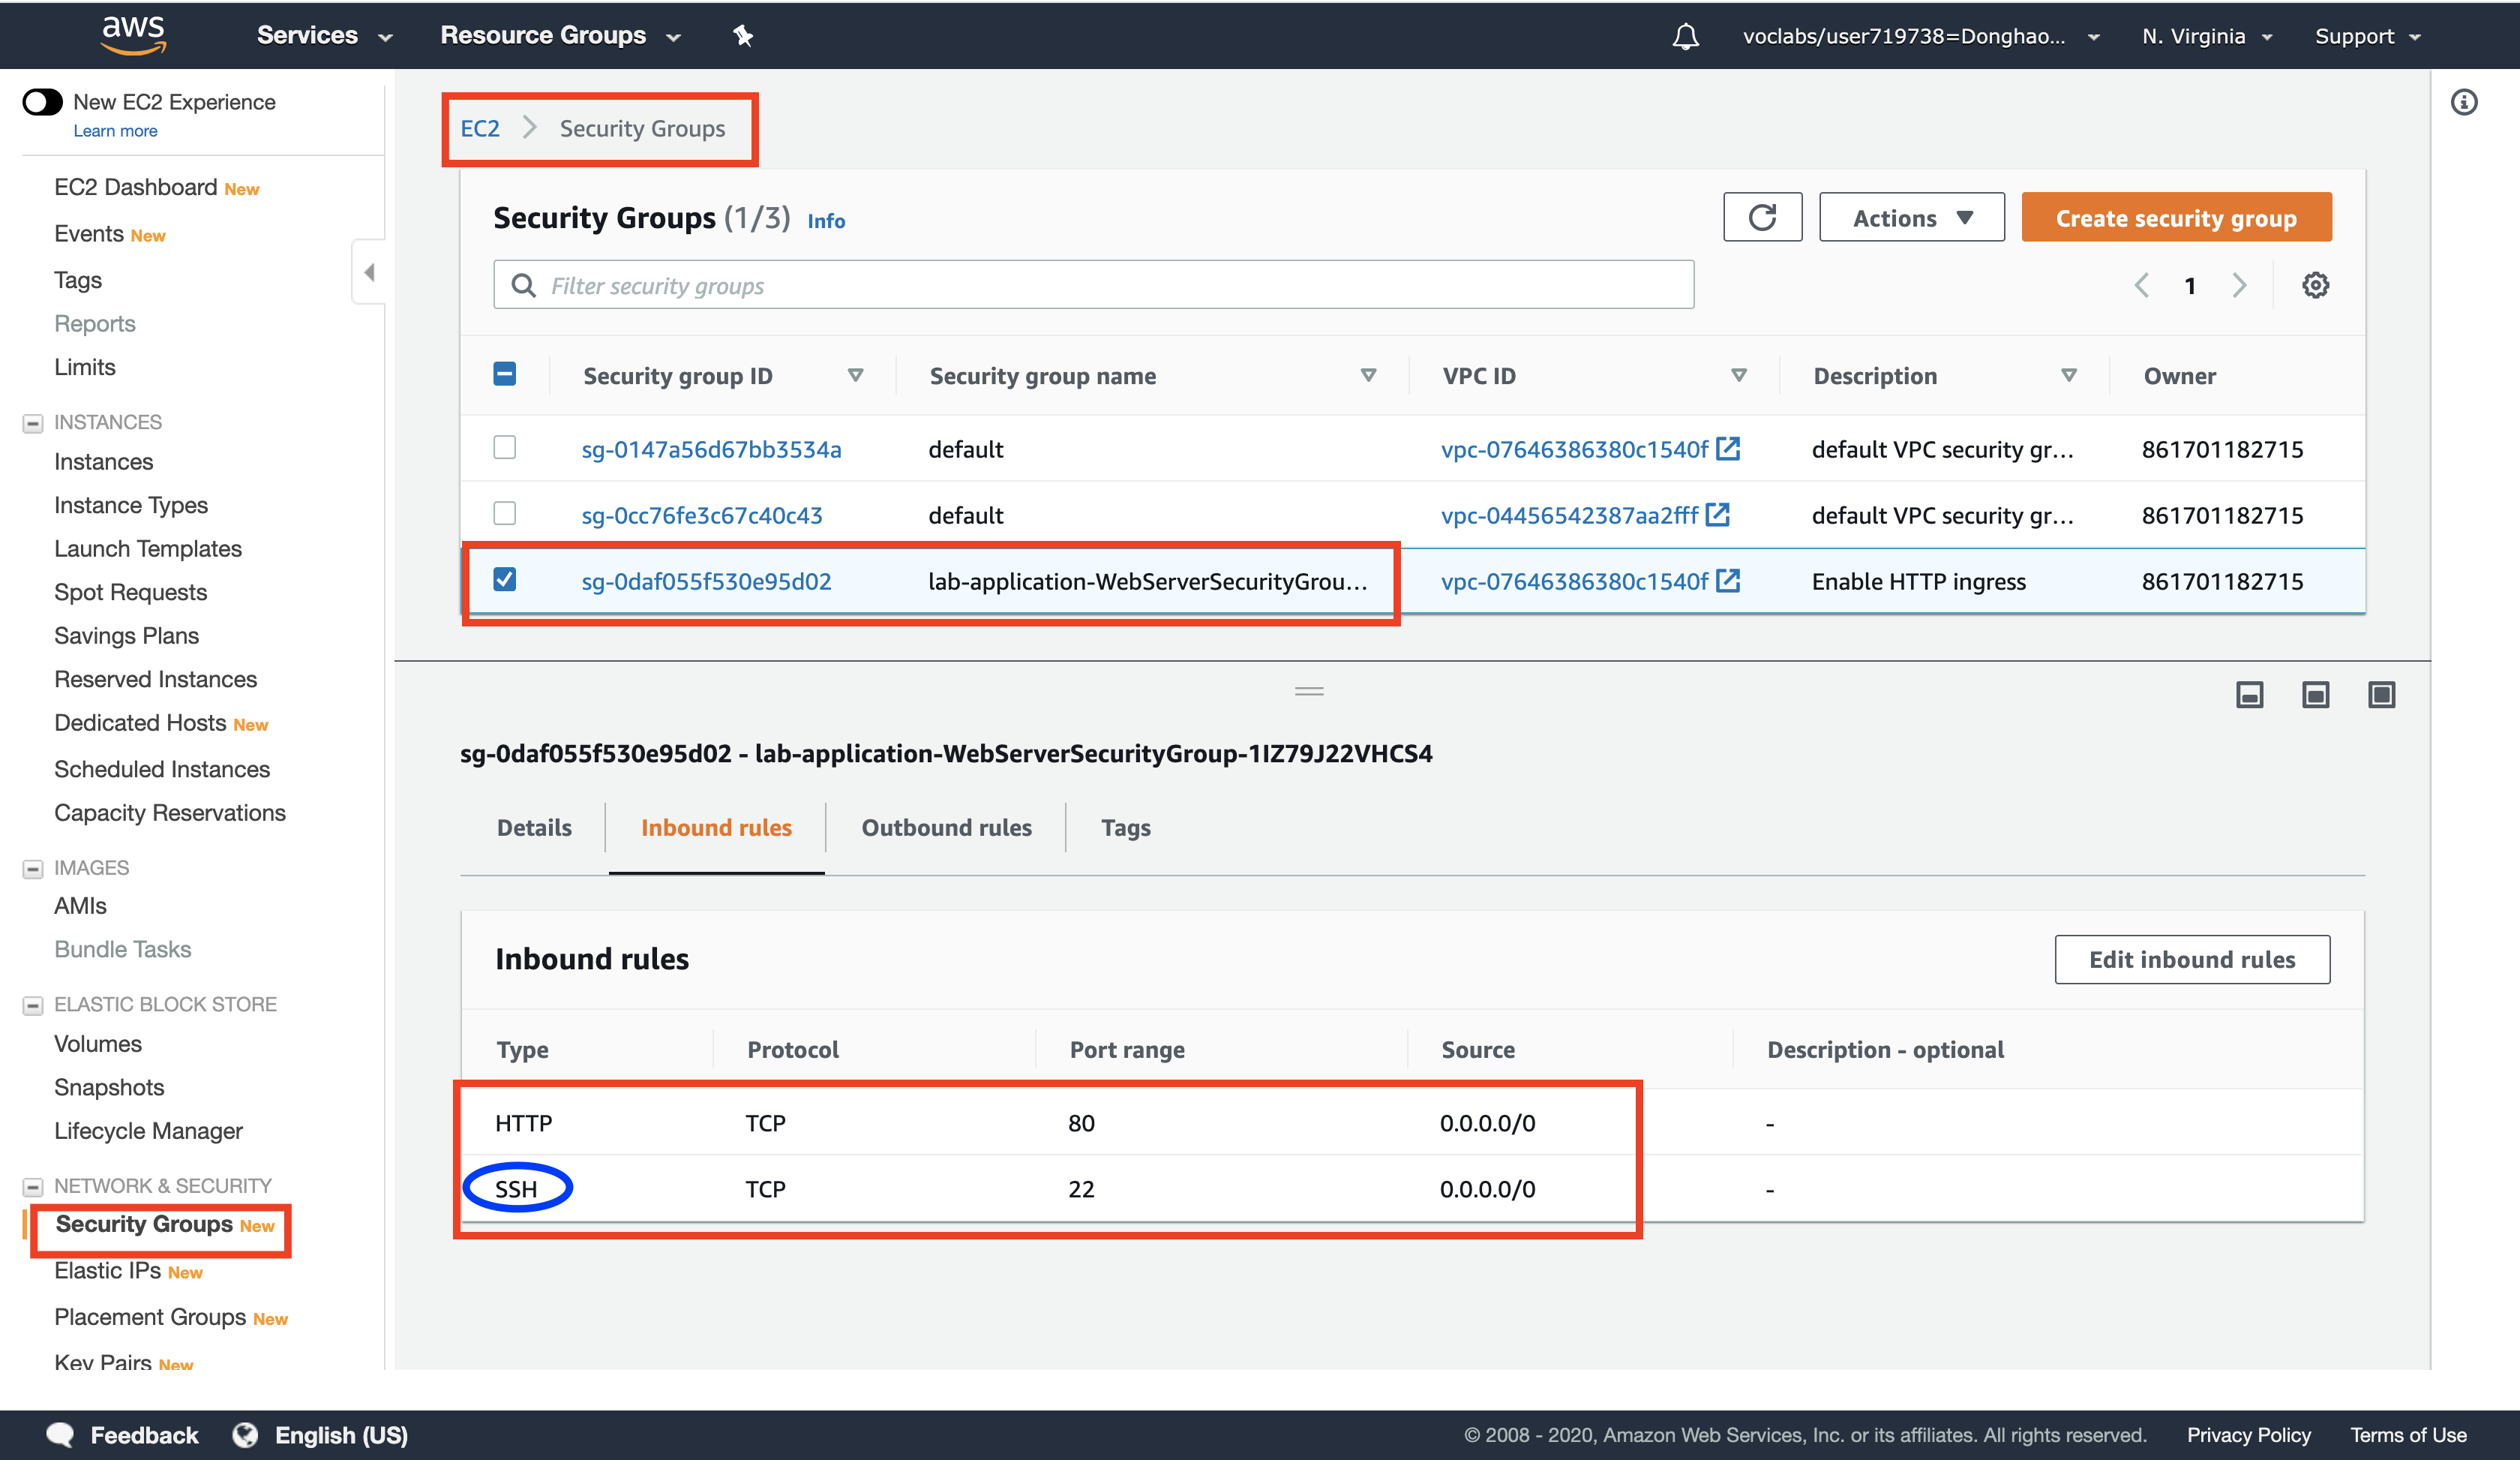 aws Services Resource Groups voclabs/user719738=Donghao... N. Virginia Support
New EC2 Experience
Learn more
EC2 Dashboard New
Events New
Tags
Reports
Limits
INSTANCES
Instances
Instance Types
Launch Templates
Spot Requests
Savings Plans
Reserved Instances
Dedicated Hosts New
Scheduled Instances
Capacity Reservations
IMAGES
AMIs
Bundle Tasks
ELASTIC BLOCK STORE
Volumes
Snapshots
Lifecycle Manager
NETWORK & SECURITY
Security Groups New
Elastic IPs New
Placement Groups New
Key Pairs New
EC2 > Security Groups
Security Groups (1/3) Info Actions Create security group
Filter security groups 1
Security group ID Security group name VPC ID Description Owner
sg-0147a56d67bb3534a default vpc-07646386380c1540f default VPC security gr... 861701182715
sg-0cc76fe3c67c40c43 default vpc-04456542387aa2fff default VPC security gr... 861701182715
sg-0daf055f530e95d02 lab-application-WebServerSecurityGrou... vpc-07646386380c1540f Enable HTTP ingress 861701182715
sg-0daf055f530e95d02 - lab-application-WebServerSecurityGroup-1IZ79J22VHCS4
Details Inbound rules Outbound rules Tags
Inbound rules Edit inbound rules
Type Protocol Port range Source Description - optional
HTTP TCP 80 0.0.0.0/0 -
SSH TCP 22 0.0.0.0/0 -
Feedback English (US) © 2008 - 2020, Amazon Web Services, Inc. or its affiliates. All rights reserved. Privacy Policy Terms of Use